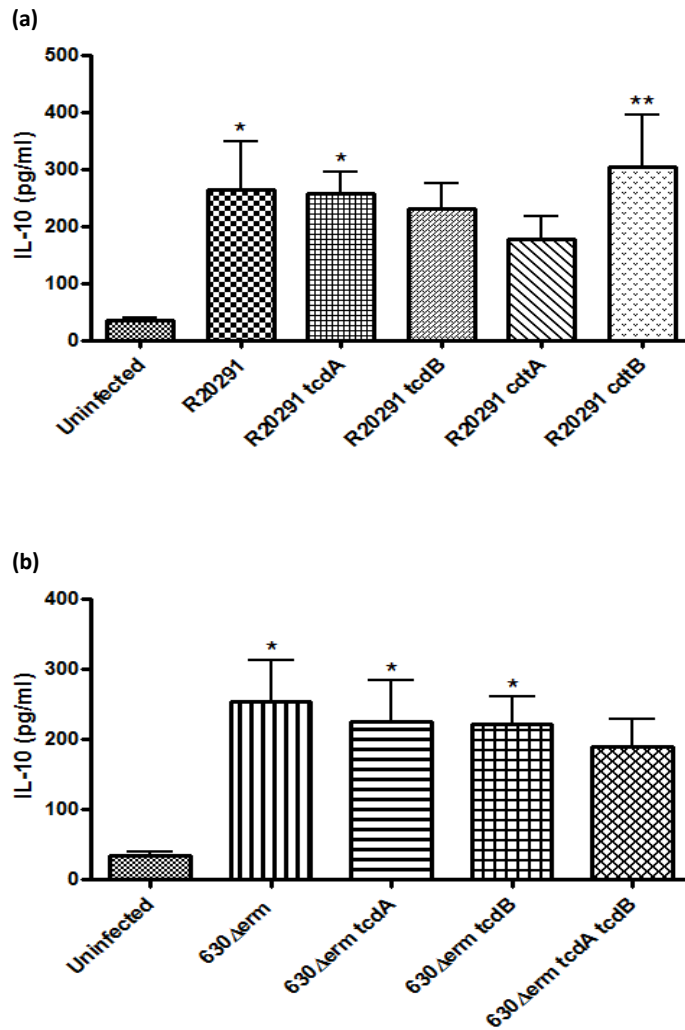 (a)
500
400
300
200
100
0
IL-10 (pg/ml)
*
*
**
Uninfected
R20291
R20291 tcdA
R20291 tcdB
R20291 cdtA
R20291 cdtB
(b)
400
300
200
100
0
IL-10 (pg/ml)
*
*
*
Uninfected
630Δerm
630Δerm tcdA
630Δerm tcdB
630Δerm tcdA tcdB